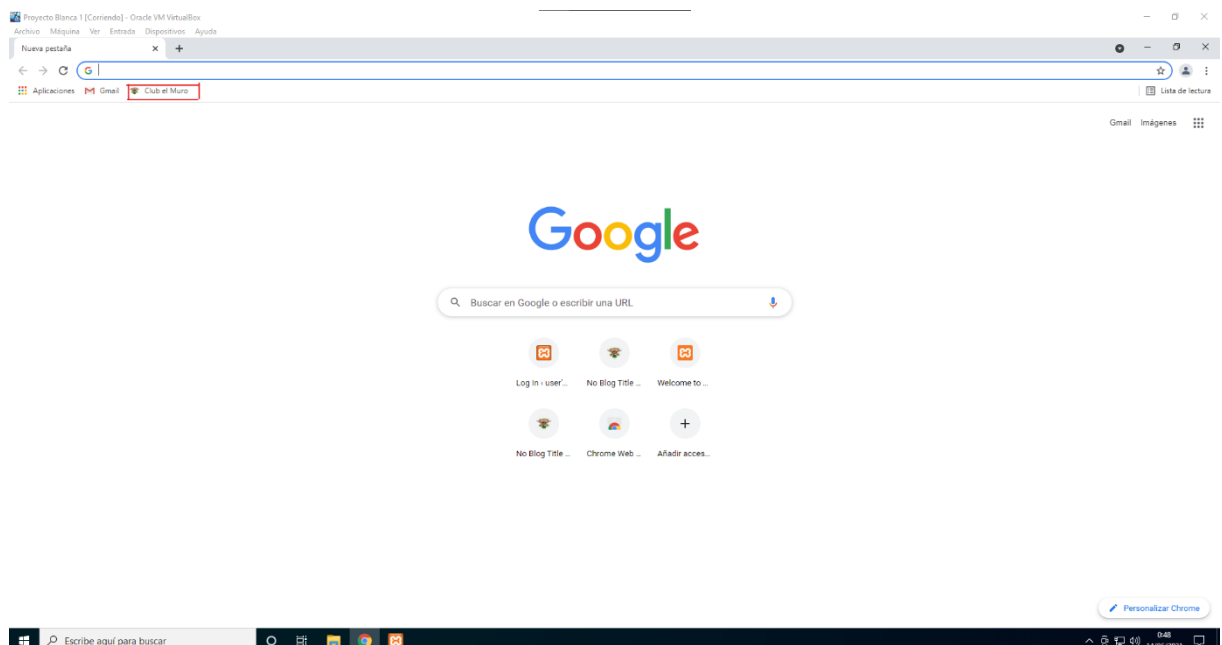 Proyecto Blanca 1 [Corriendo] - Oracle VM VirtualBox
Archivo Máquina Ver Entrada Dispositivos Ayuda
Nueva pestaña
Aplicaciones Gmail Club el Muro Lista de lectura
Gmail Imágenes
Google
Buscar en Google o escribir una URL
Log In ‹ user'... No Blog Title ... Welcome to ...
No Blog Title ... Chrome Web ... Añadir acces...
Personalizar Chrome
Escribe aquí para buscar
0:48